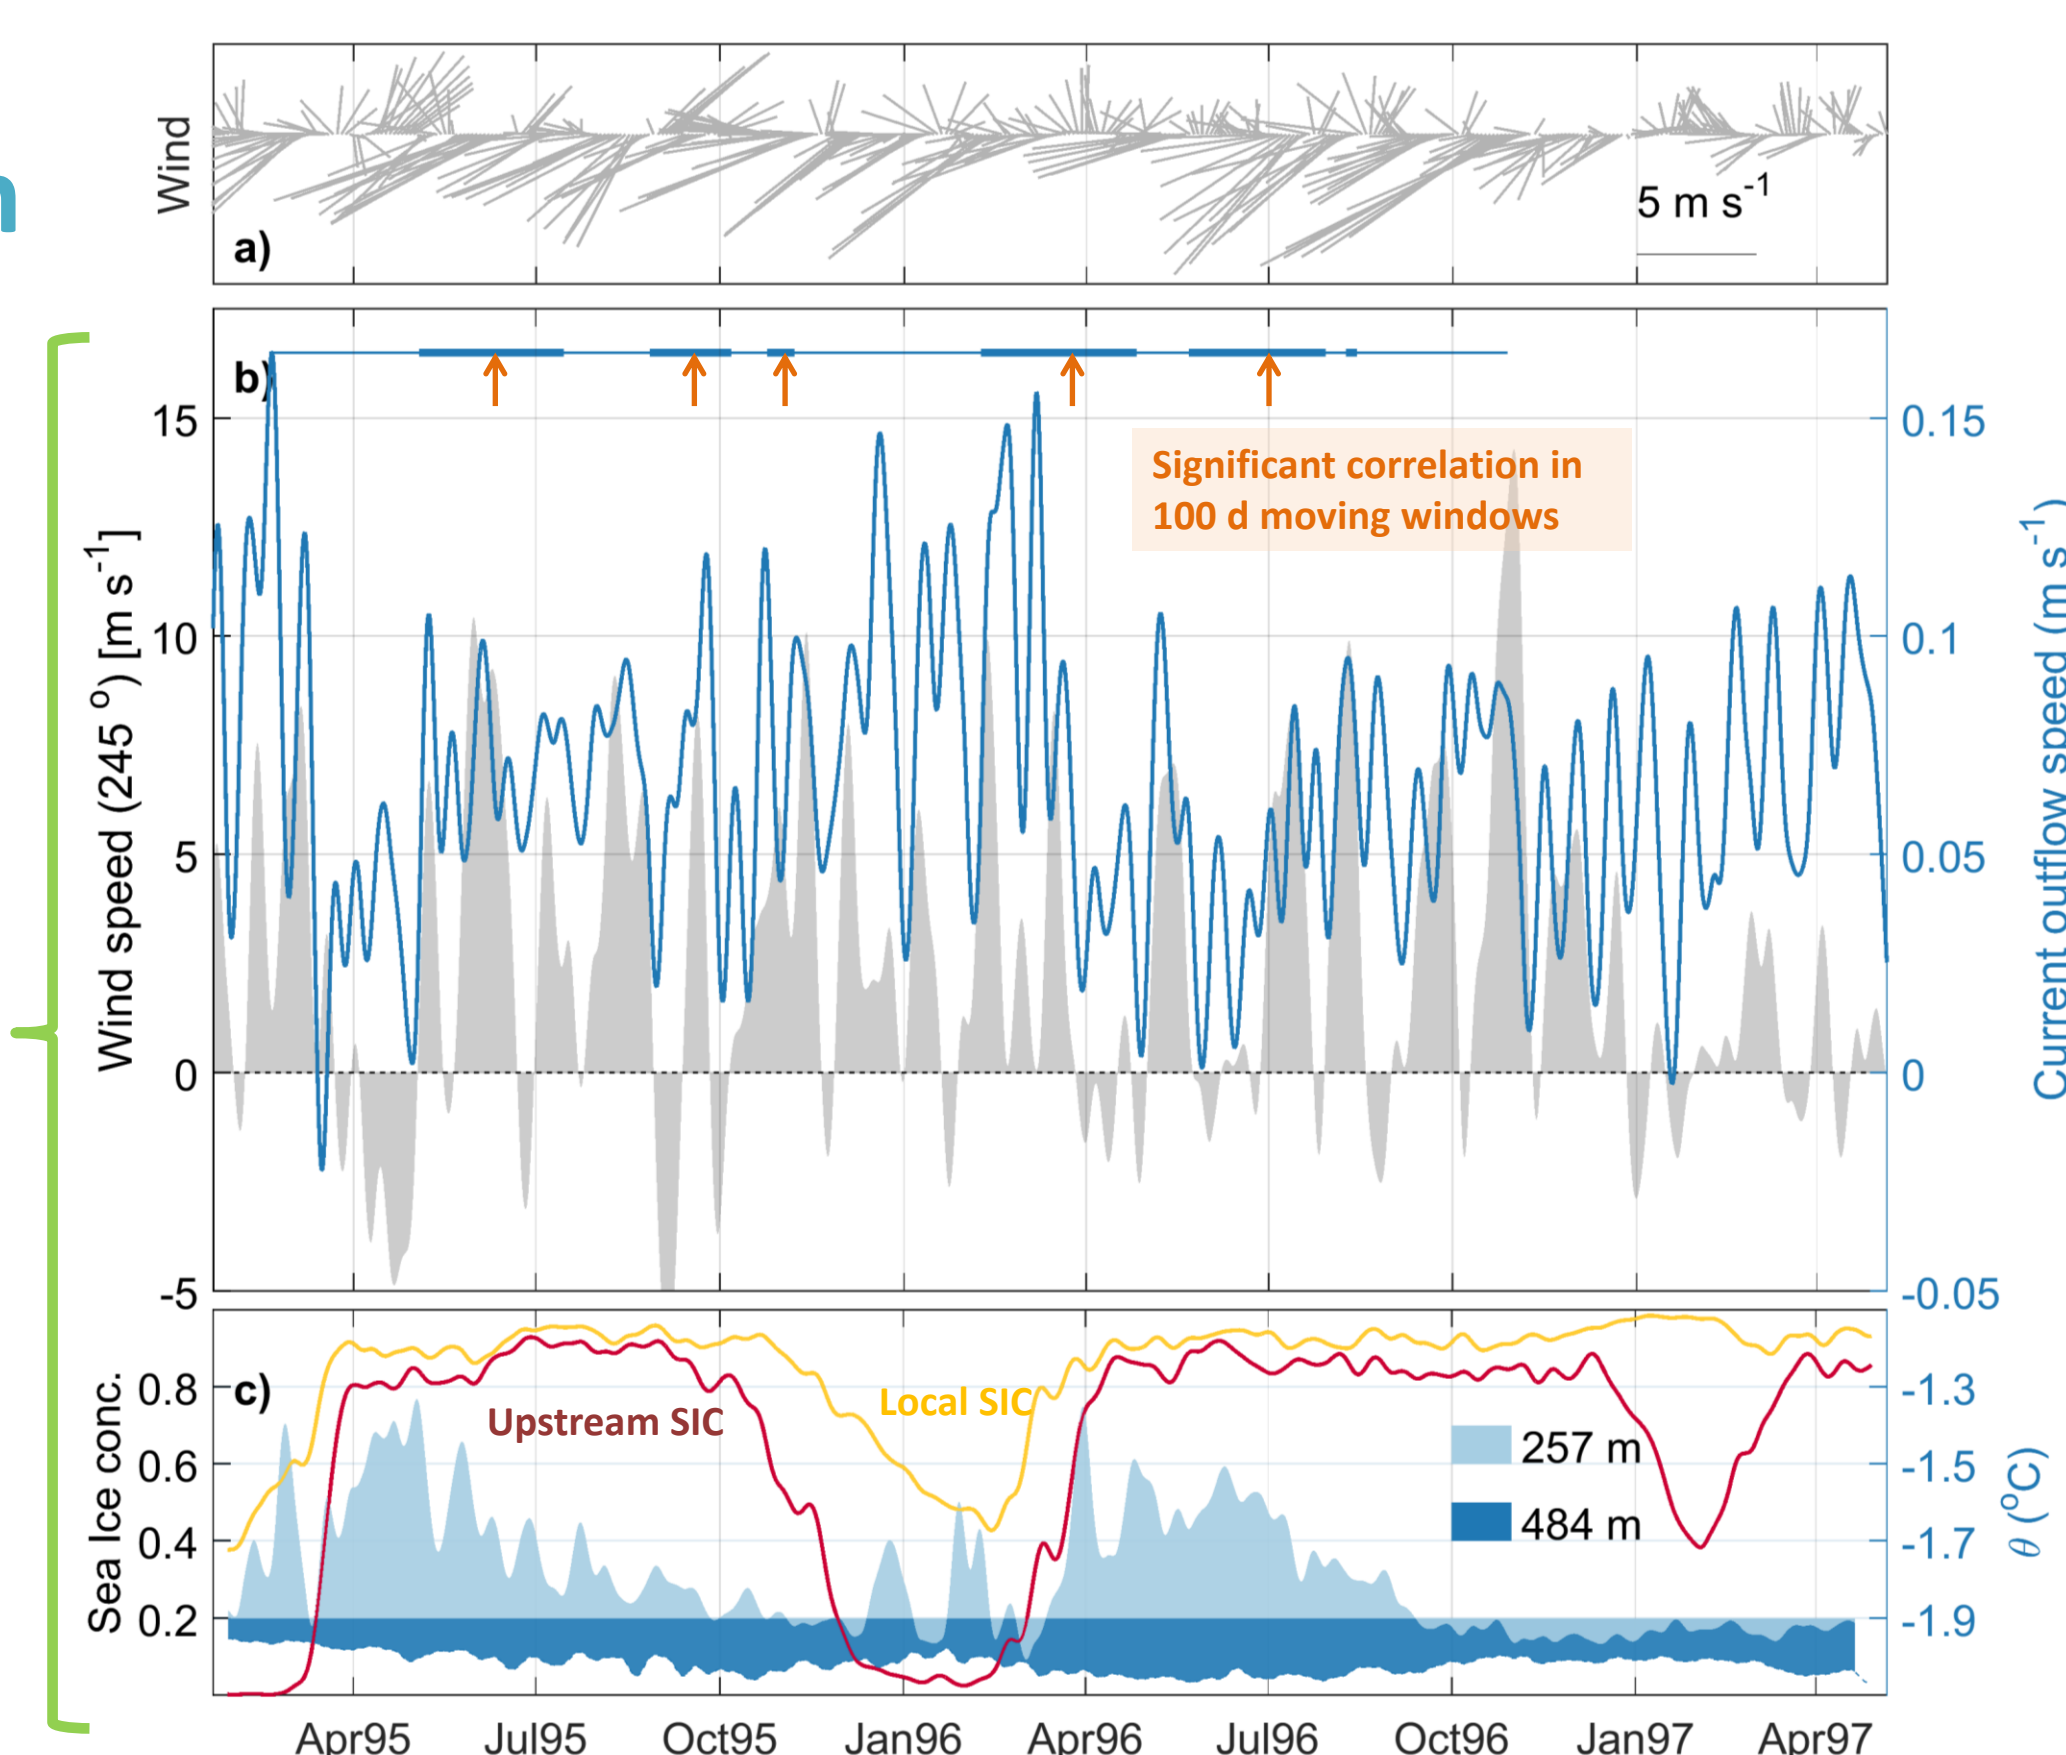 n
Wind
a)
5 m s-1
b)
15
10
5
0
-5
Wind speed (245 o) [m s-1]
Significant correlation in
100 d moving windows
0.15
0.1
0.05
0
-0.05
Current outflow speed (m s-1)
c)
Sea Ice conc.
0.8
0.6
0.4
0.2
Upstream SIC
Local SIC
257 m
484 m
-1.3
-1.5
-1.7
-1.9
θ (oC)
Apr95 Jul95 Oct95 Jan96 Apr96 Jul96 Oct96 Jan97 Apr97